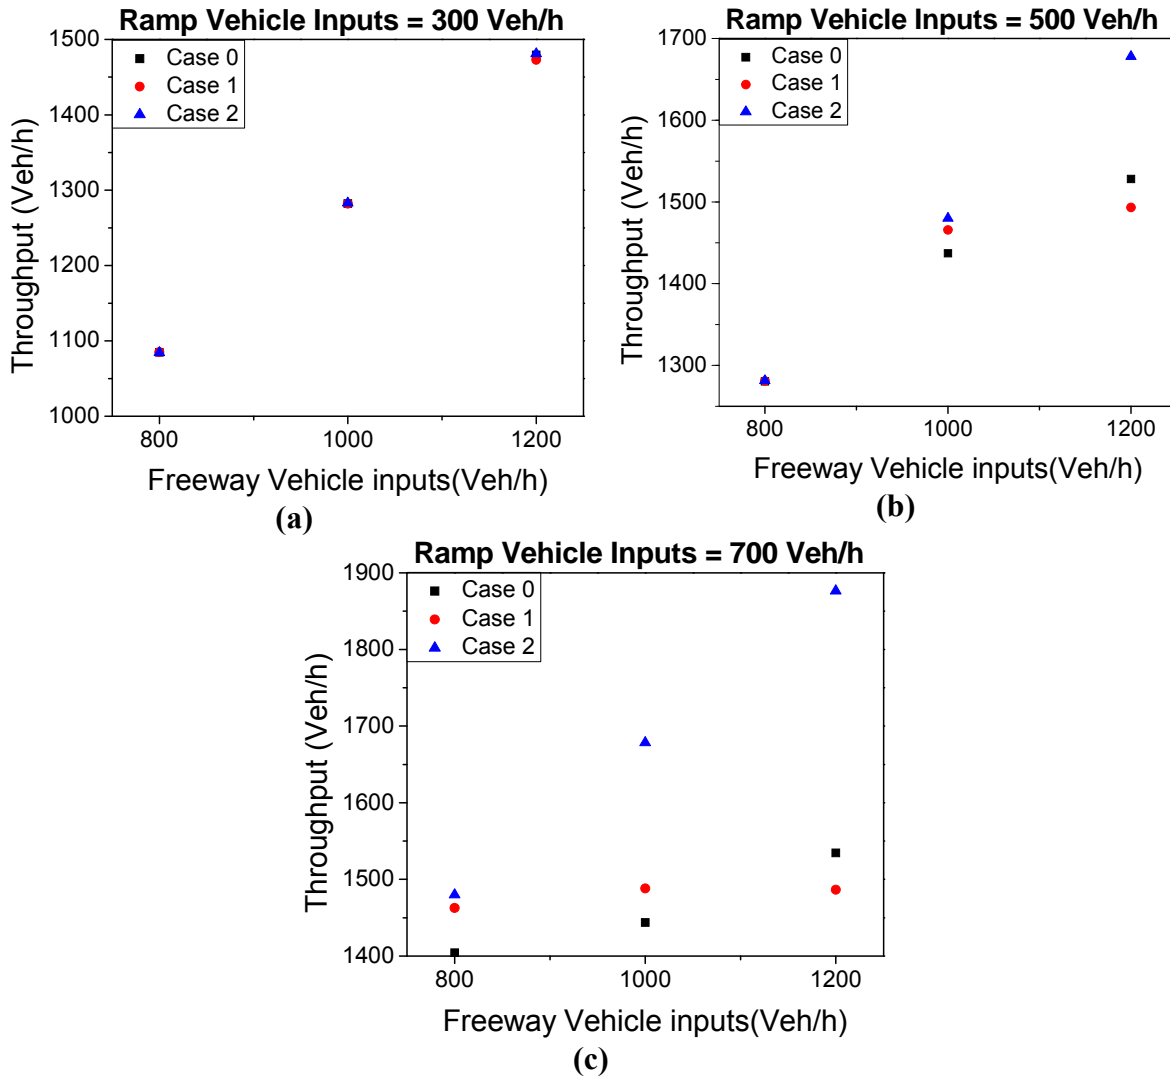 Ramp Vehicle Inputs = 300 Veh/h
Case 0
Case 1
Case 2
1500
1400
1300
1200
1100
1000
Throughput (Veh/h)
800
1000
1200
Freeway Vehicle inputs(Veh/h)
(a)
Ramp Vehicle Inputs = 500 Veh/h
Case 0
Case 1
Case 2
1700
1600
1500
1400
1300
Throughput (Veh/h)
800
1000
1200
Freeway Vehicle inputs(Veh/h)
(b)
Ramp Vehicle Inputs = 700 Veh/h
Case 0
Case 1
Case 2
1900
1800
1700
1600
1500
1400
Throughput (Veh/h)
800
1000
1200
Freeway Vehicle inputs(Veh/h)
(c)